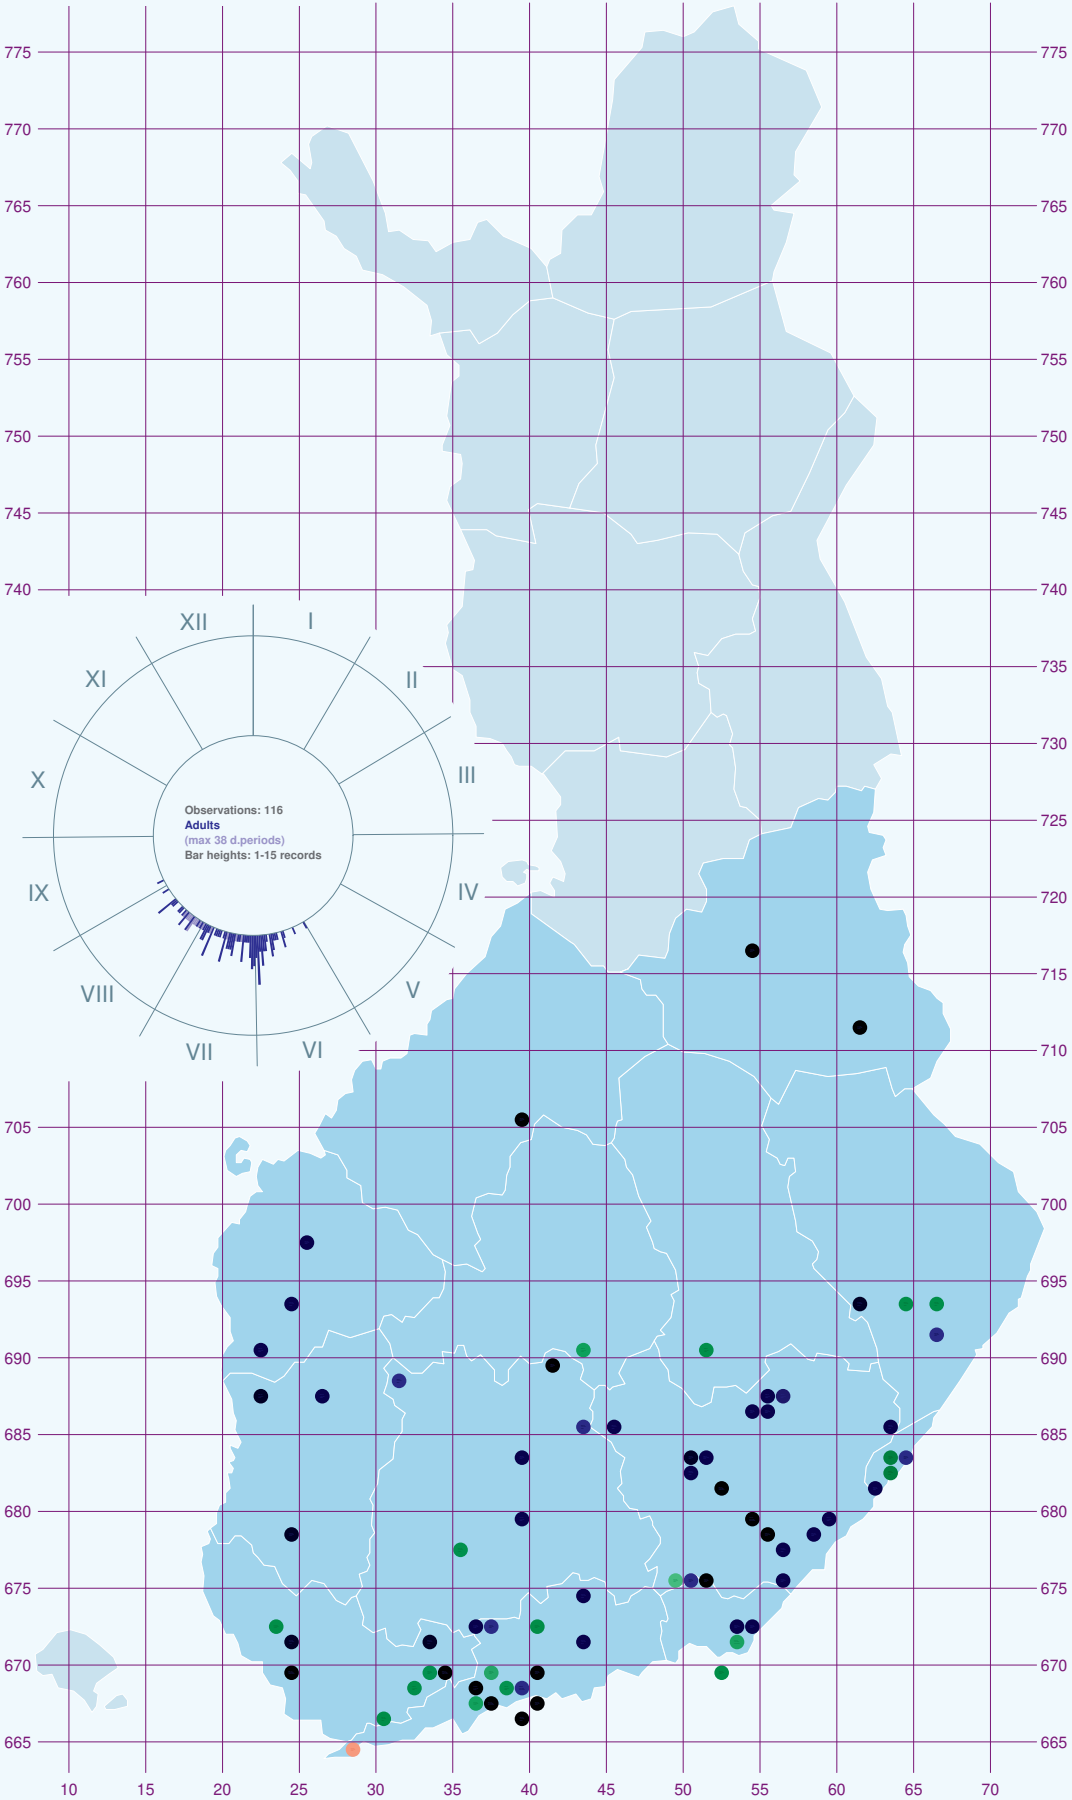 775 775
770 770
765 765
760 760
755 755
750 750
745 745
740 740
XII I
735
XI II
730
X III
Observations: 116
Adults
(max 38 d.periods)
Bar heights: 1-15 records
725
IX IV
720
VIII V
715
VII VI
710
705 705
700 700
695 695
690 690
685 685
680 680
675 675
670 670
665 665
10 15 20 25 30 35 40 45 50 55 60 65 70